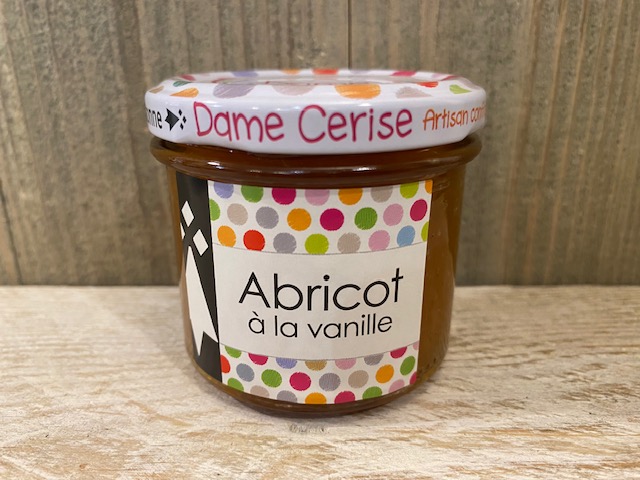 Dame Cerise Artisan
Abricot
à la vanille